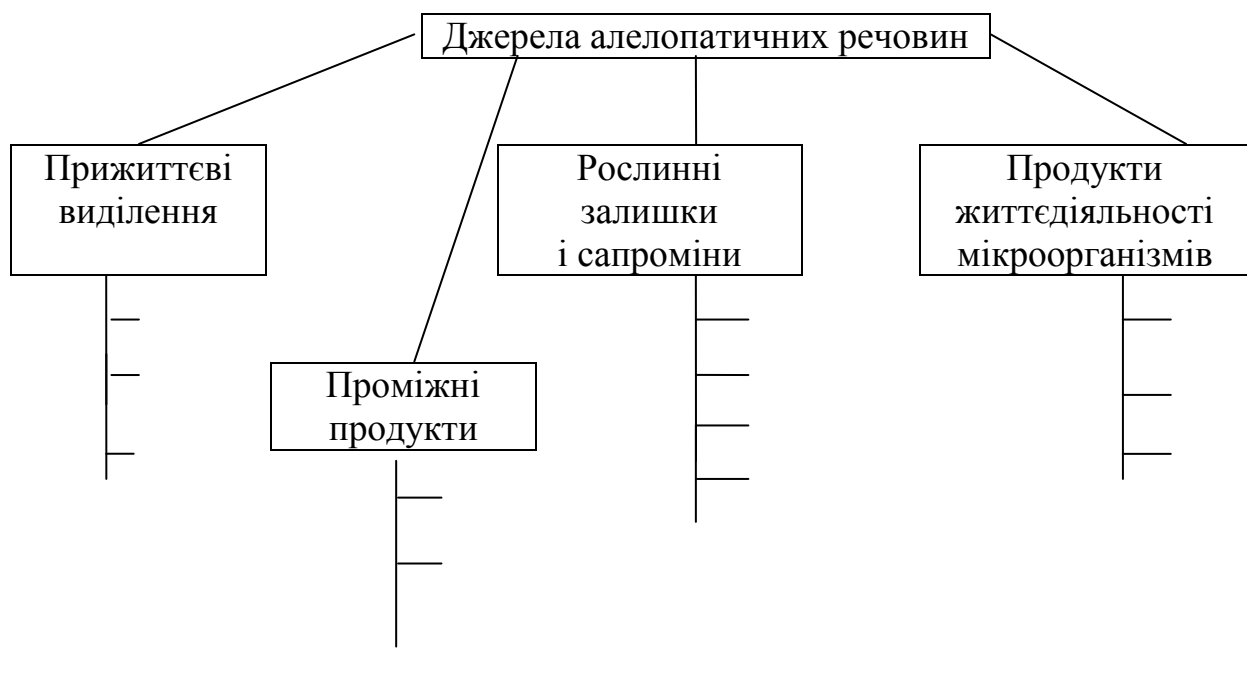 Джерела алелопатичних речовин
Прижиттєві
виділення
Рослинні
залишки
і сапроміни
Продукти
життєдіяльності
мікроорганізмів
Проміжні
продукти